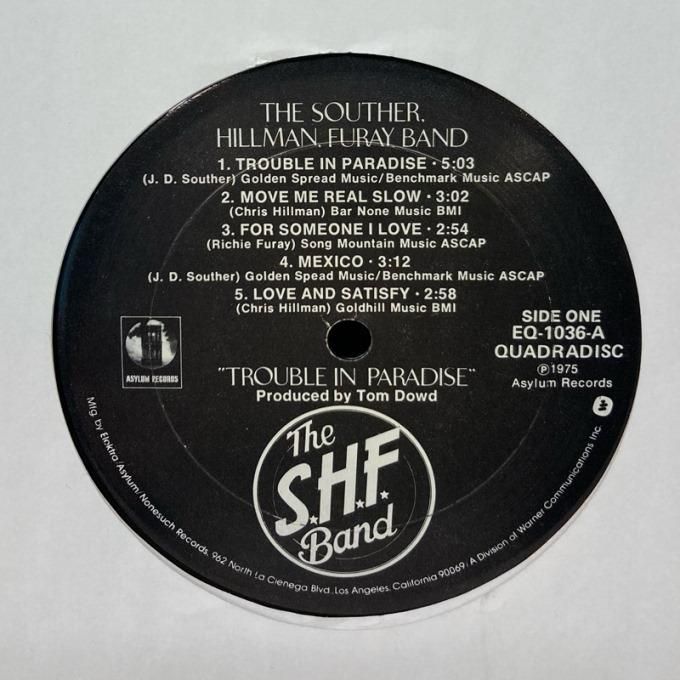 THE SOUTHER,
HILLMAN, FURAY, BAND
1. TROUBLE IN PARADISE · 5:03
(J. D. Souther) Golden Spread Music/Benchmark Music ASCAP
2. MOVE ME REAL SLOW · 3:02
(Chris Hillman) Bar None Music BMI
3. FOR SOMEONE I LOVE · 2:54
(Richie Furay) Song Mountain Music ASCAP
4. MEXICO · 3:12
(J. D. Souther) Golden Spead Music/Benchmark Music ASCAP
5. LOVE AND SATISFY · 2:58
(Chris Hillman) Goldhill Music BMI
ASYLUM RECORDS
SIDE ONE
EQ-1036-A
QUADRADISC
℗1975
Asylum Records
"TROUBLE IN PARADISE"
Produced by Tom Dowd
The
S.H.F.
Band
Mfg. by Elektra/Asylum/Nonesuch Records, 962 North La Cienega Blvd., Los Angeles, California 90069. A Division of Warner Communications Inc.